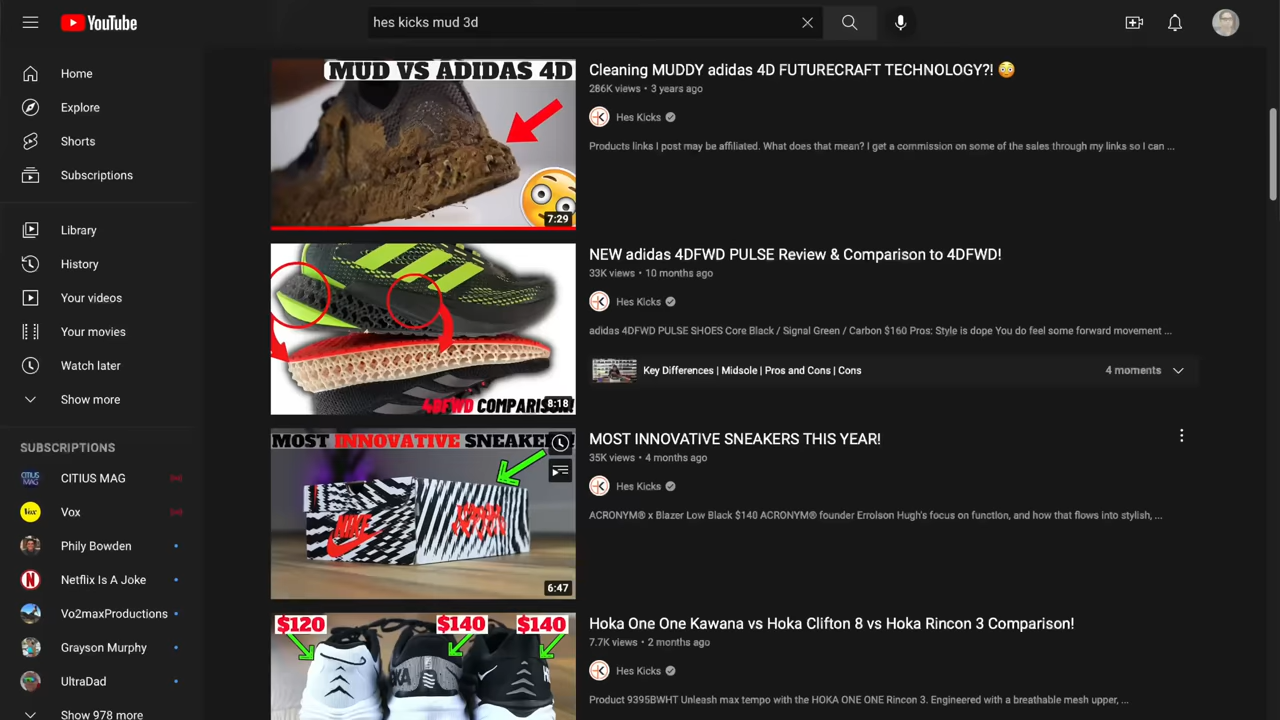 YouTube
hes kicks mud 3d
Home
Explore
Shorts
Subscriptions
Library
History
Your videos
Your movies
Watch later
Show more
SUBSCRIPTIONS
CITIUS MAG
Vox
Phily Bowden
Netflix Is A Joke
Vo2maxProductions
Grayson Murphy
UltraDad
Show 978 more
MUD VS ADIDAS 4D
7:29
Cleaning MUDDY adidas 4D FUTURECRAFT TECHNOLOGY?! 😳
286K views • 3 years ago
Hes Kicks
Products links I post may be affiliated. What does that mean? I get a commission on some of the sales through my links so I can ...
4DFWD COMPARISON!
8:18
NEW adidas 4DFWD PULSE Review & Comparison to 4DFWD!
33K views • 10 months ago
Hes Kicks
adidas 4DFWD PULSE SHOES Core Black / Signal Green / Carbon $160 Pros: Style is dope You do feel some forward movement ...
Key Differences | Midsole | Pros and Cons | Cons
4 moments
MOST INNOVATIVE SNEAKE
NIKE
6:47
MOST INNOVATIVE SNEAKERS THIS YEAR!
35K views • 4 months ago
Hes Kicks
ACRONYM® x Blazer Low Black $140 ACRONYM® founder Errolson Hugh's focus on function, and how that flows into stylish, ...
$120 $140 $140
Hoka One One Kawana vs Hoka Clifton 8 vs Hoka Rincon 3 Comparison!
7.7K views • 2 months ago
Hes Kicks
Product 9395BWHT Unleash max tempo with the HOKA ONE ONE Rincon 3. Engineered with a breathable mesh upper, ...